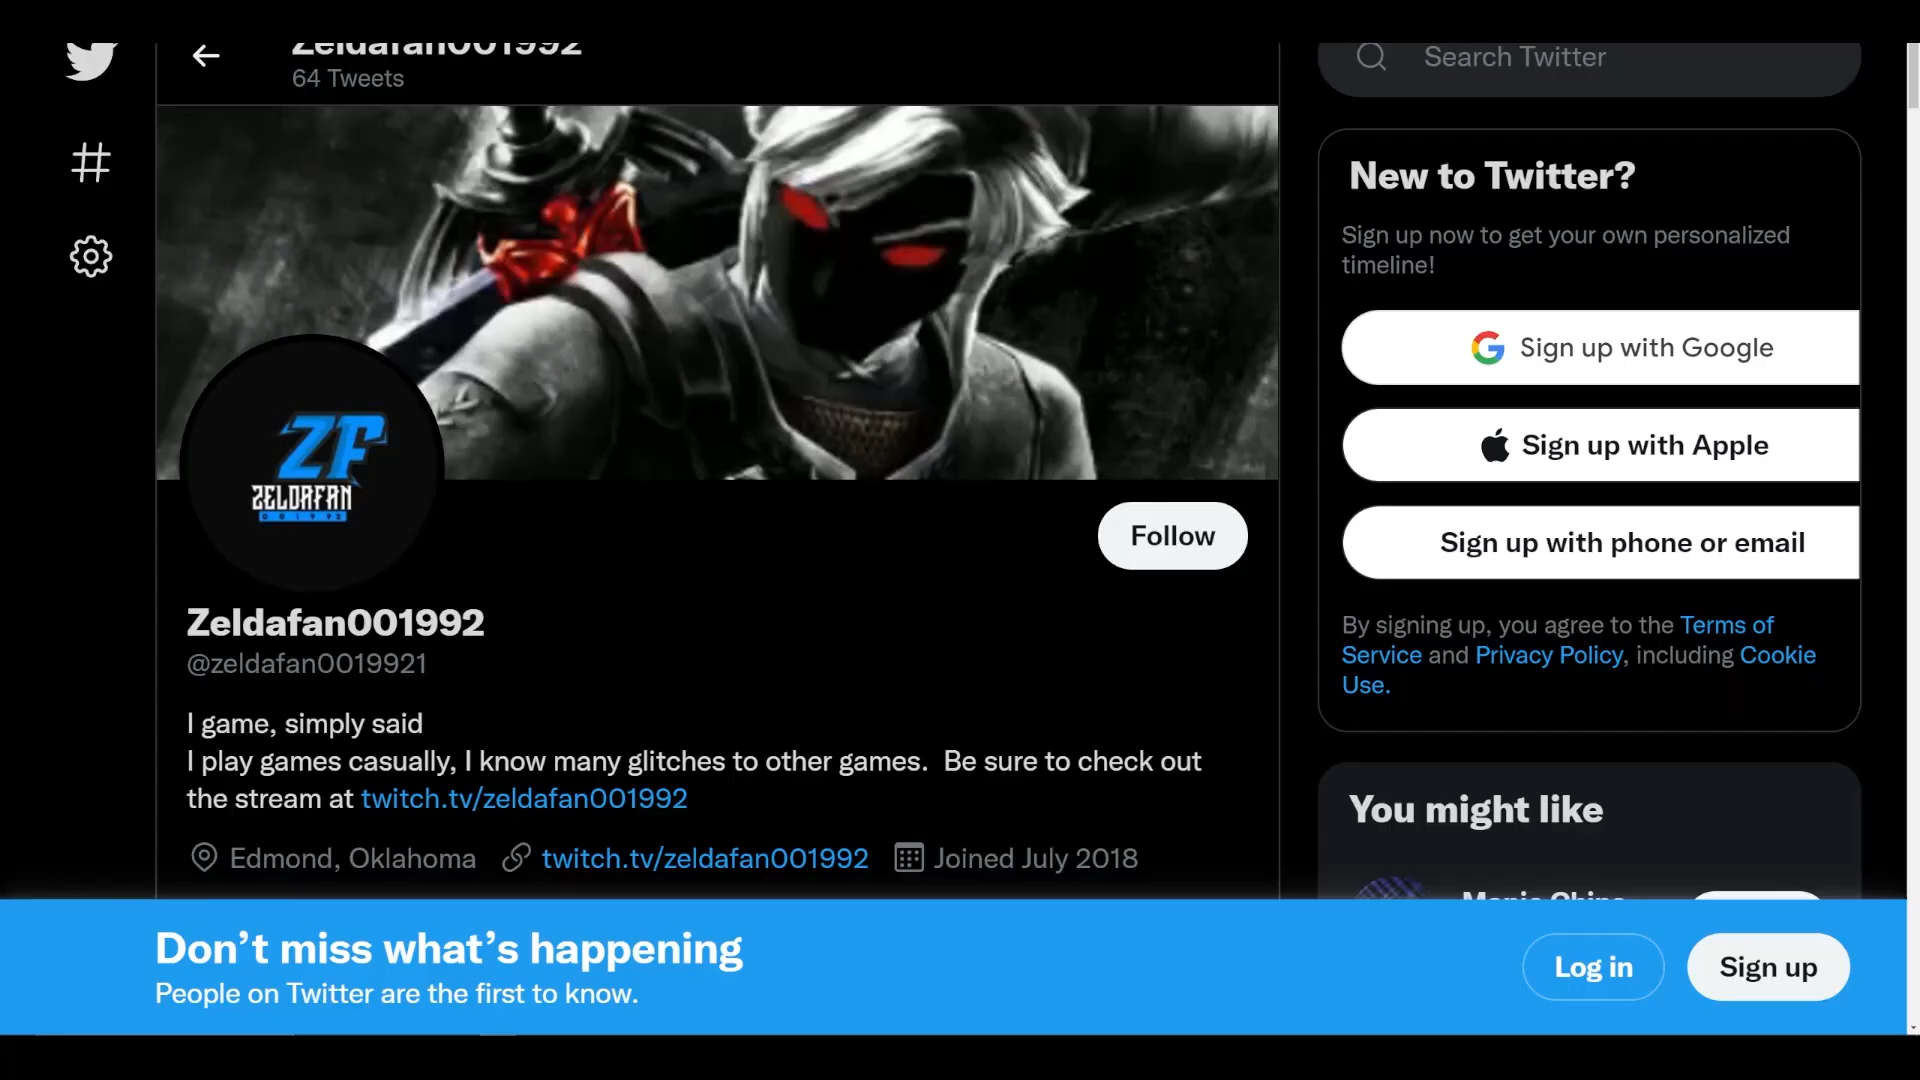 Zeldafan001992
64 Tweets
Search Twitter
New to Twitter?
Sign up now to get your own personalized
timeline!
Sign up with Google
Sign up with Apple
Sign up with phone or email
By signing up, you agree to the Terms of
Service and Privacy Policy, including Cookie
Use.
ZF
ZELDAFAN
001992
Follow
Zeldafan001992
@zeldafan0019921
I game, simply said
I play games casually, I know many glitches to other games.  Be sure to check out
the stream at twitch.tv/zeldafan001992
Edmond, Oklahoma twitch.tv/zeldafan001992 Joined July 2018
You might like
Don’t miss what’s happening
People on Twitter are the first to know.
Log in
Sign up